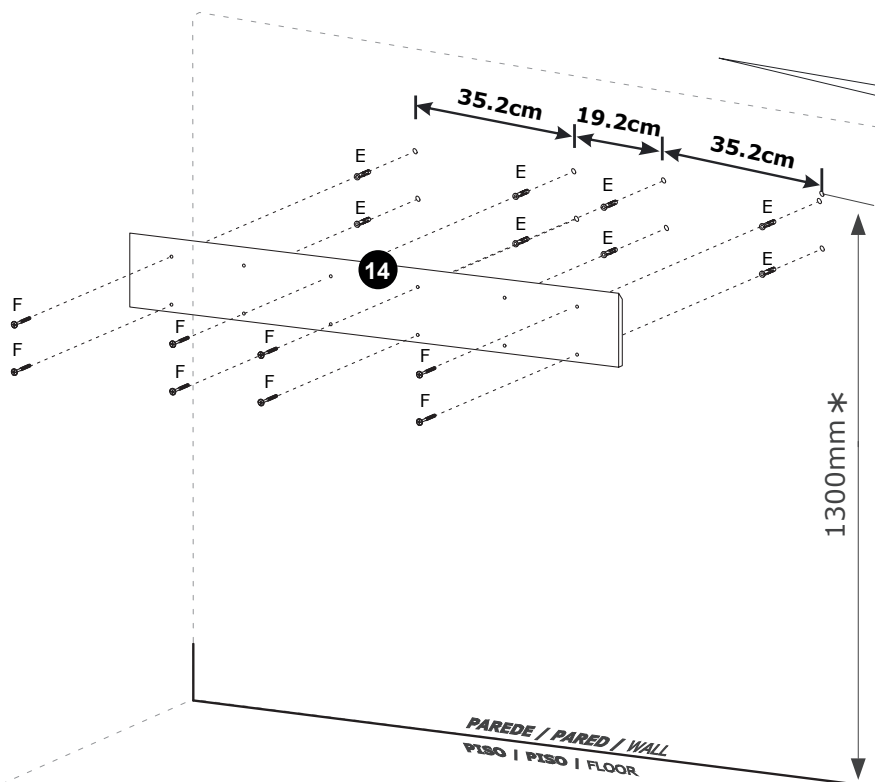 35.2cm
19.2cm
35.2cm
E
E
E
E
E
E
E
E
14
F
F
F
F
F
F
F
F
1300mm *
PAREDE / PARED / WALL
PISO | PISO | FLOOR